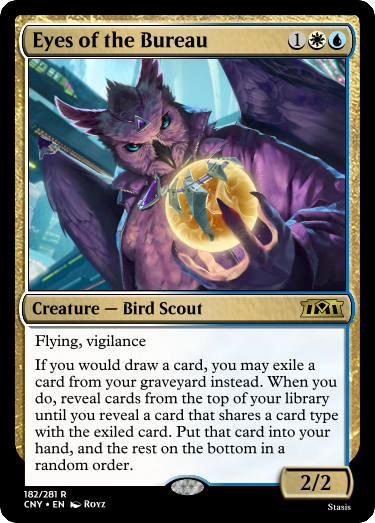 Eyes of the Bureau 1
Creature — Bird Scout
Flying, vigilance
If you would draw a card, you may exile a
card from your graveyard instead. When you
do, reveal cards from the top of your library
until you reveal a card that shares a card type
with the exiled card. Put that card into your
hand, and the rest on the bottom in a
random order.
2/2
182/281 R
CNY • EN Royz
Stasis